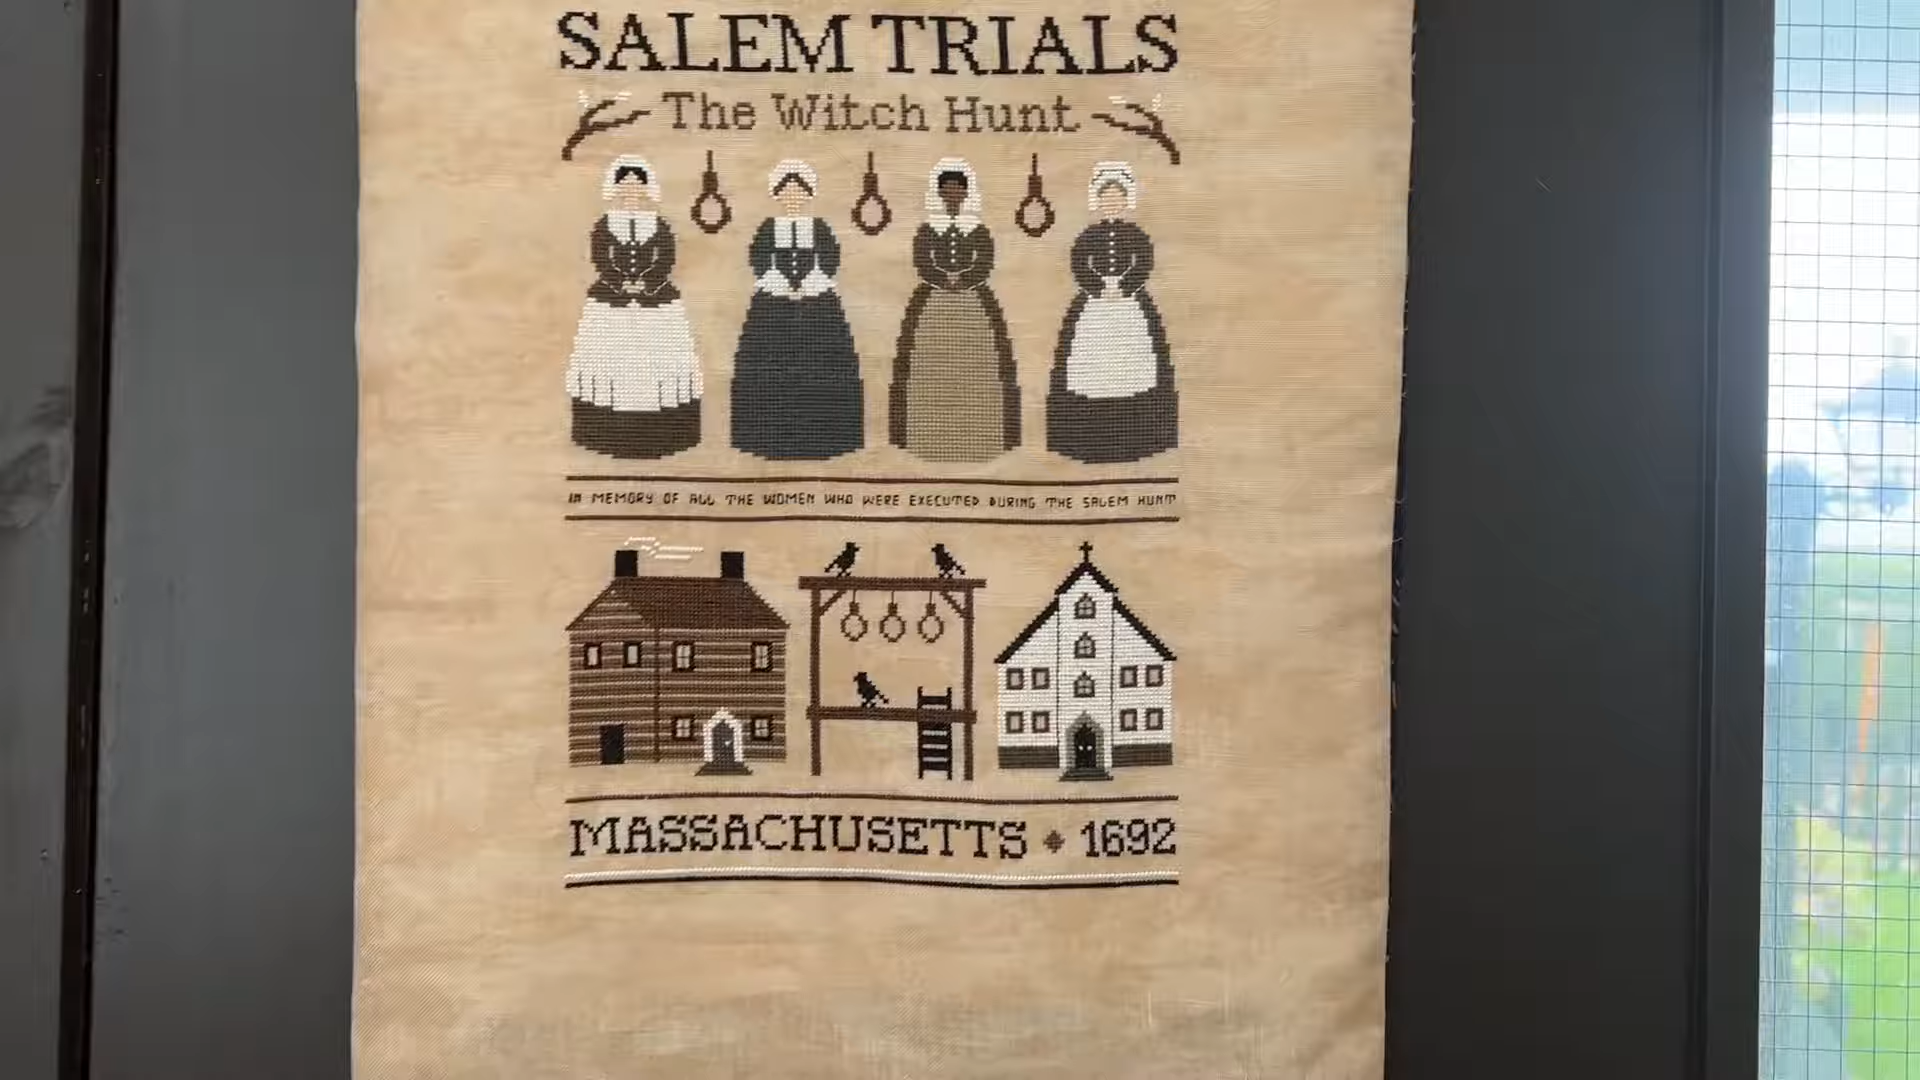 SALEM TRIALS
The Witch Hunt
IN MEMORY OF ALL THE WOMEN WHO WERE EXECUTED DURING THE SALEM HUNT
MASSACHUSETTS 1692